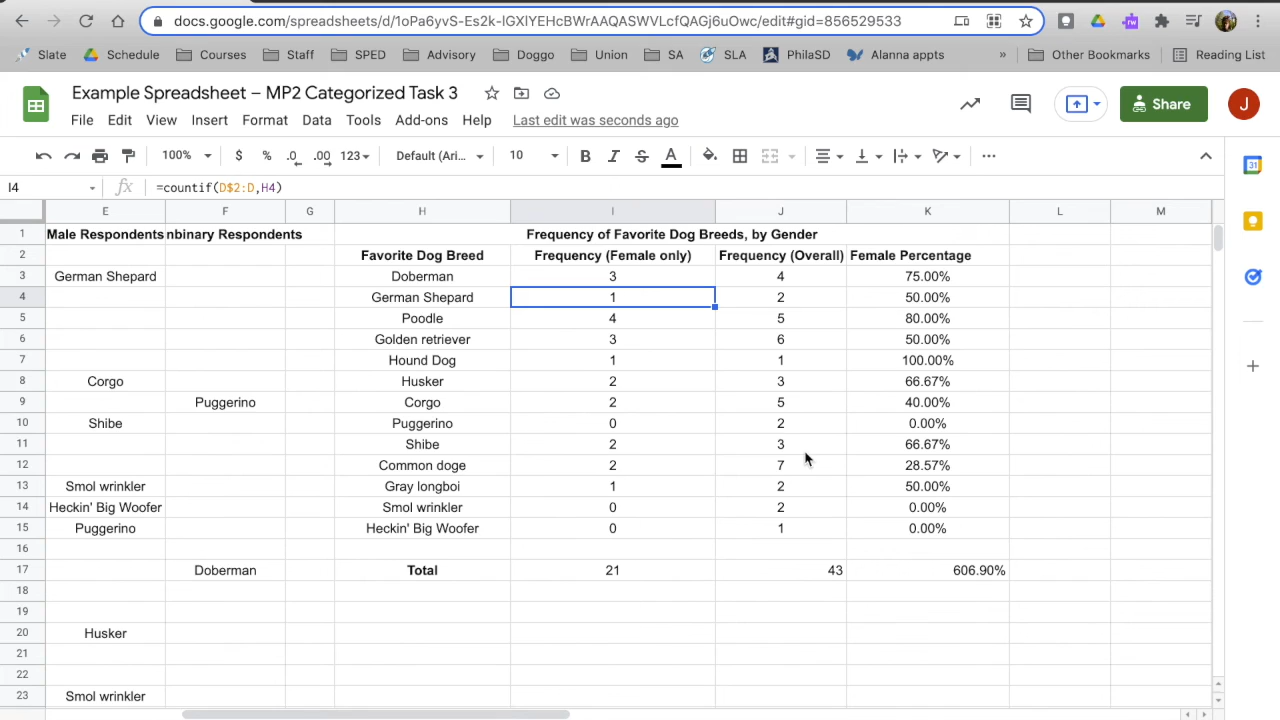 docs.google.com/spreadsheets/d/1oPa6yvS-Es2k-IGXlYEHcBWrAAQASWVLcfQAGj6uOwc/edit#gid=856529533
Slate Schedule Courses Staff SPED Advisory Doggo Union SA SLA PhilaSD Alanna appts » Other Bookmarks Reading List
Example Spreadsheet – MP2 Categorized Task 3
File Edit View Insert Format Data Tools Add-ons Help Last edit was seconds ago
Share J
100% $ % .0 .00 123 Default (Ari... 10 B I S A
I4 fx =countif(D$2:D,H4)
E F G H I J K L M
1 Male Respondents nbinary Respondents Frequency of Favorite Dog Breeds, by Gender
2 Favorite Dog Breed Frequency (Female only) Frequency (Overall) Female Percentage
3 German Shepard Doberman 3 4 75.00%
4 German Shepard 1 2 50.00%
5 Poodle 4 5 80.00%
6 Golden retriever 3 6 50.00%
7 Hound Dog 1 1 100.00%
8 Corgo Husker 2 3 66.67%
9 Puggerino Corgo 2 5 40.00%
10 Shibe Puggerino 0 2 0.00%
11 Shibe 2 3 66.67%
12 Common doge 2 7 28.57%
13 Smol wrinkler Gray longboi 1 2 50.00%
14 Heckin' Big Woofer Smol wrinkler 0 2 0.00%
15 Puggerino Heckin' Big Woofer 0 1 0.00%
16
17 Doberman Total 21 43 606.90%
18
19
20 Husker
21
22
23 Smol wrinkler
31